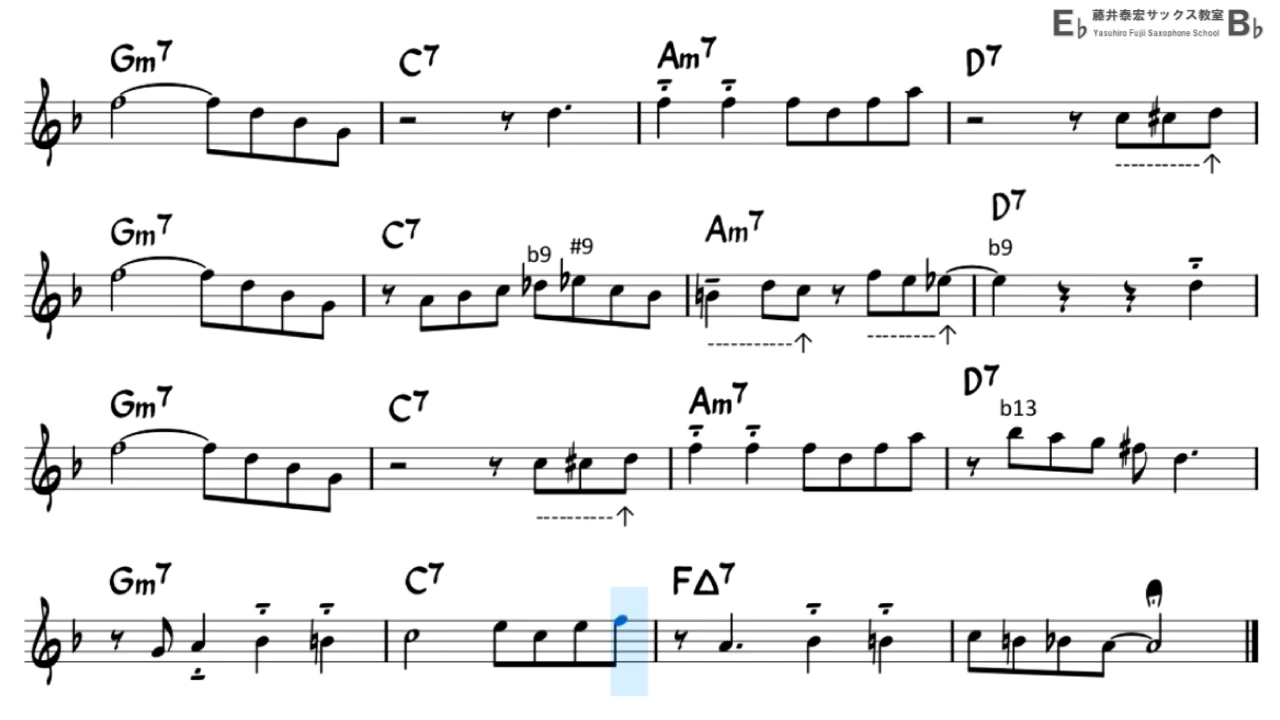 E♭ 藤井泰宏サックス教室 B♭
Yasuhiro Fujii Saxophone School
Gm7 C7 Am7 D7
Gm7 C7 Am7 D7
b9 #9 b9
Gm7 C7 Am7 D7
b13
Gm7 C7 F△7